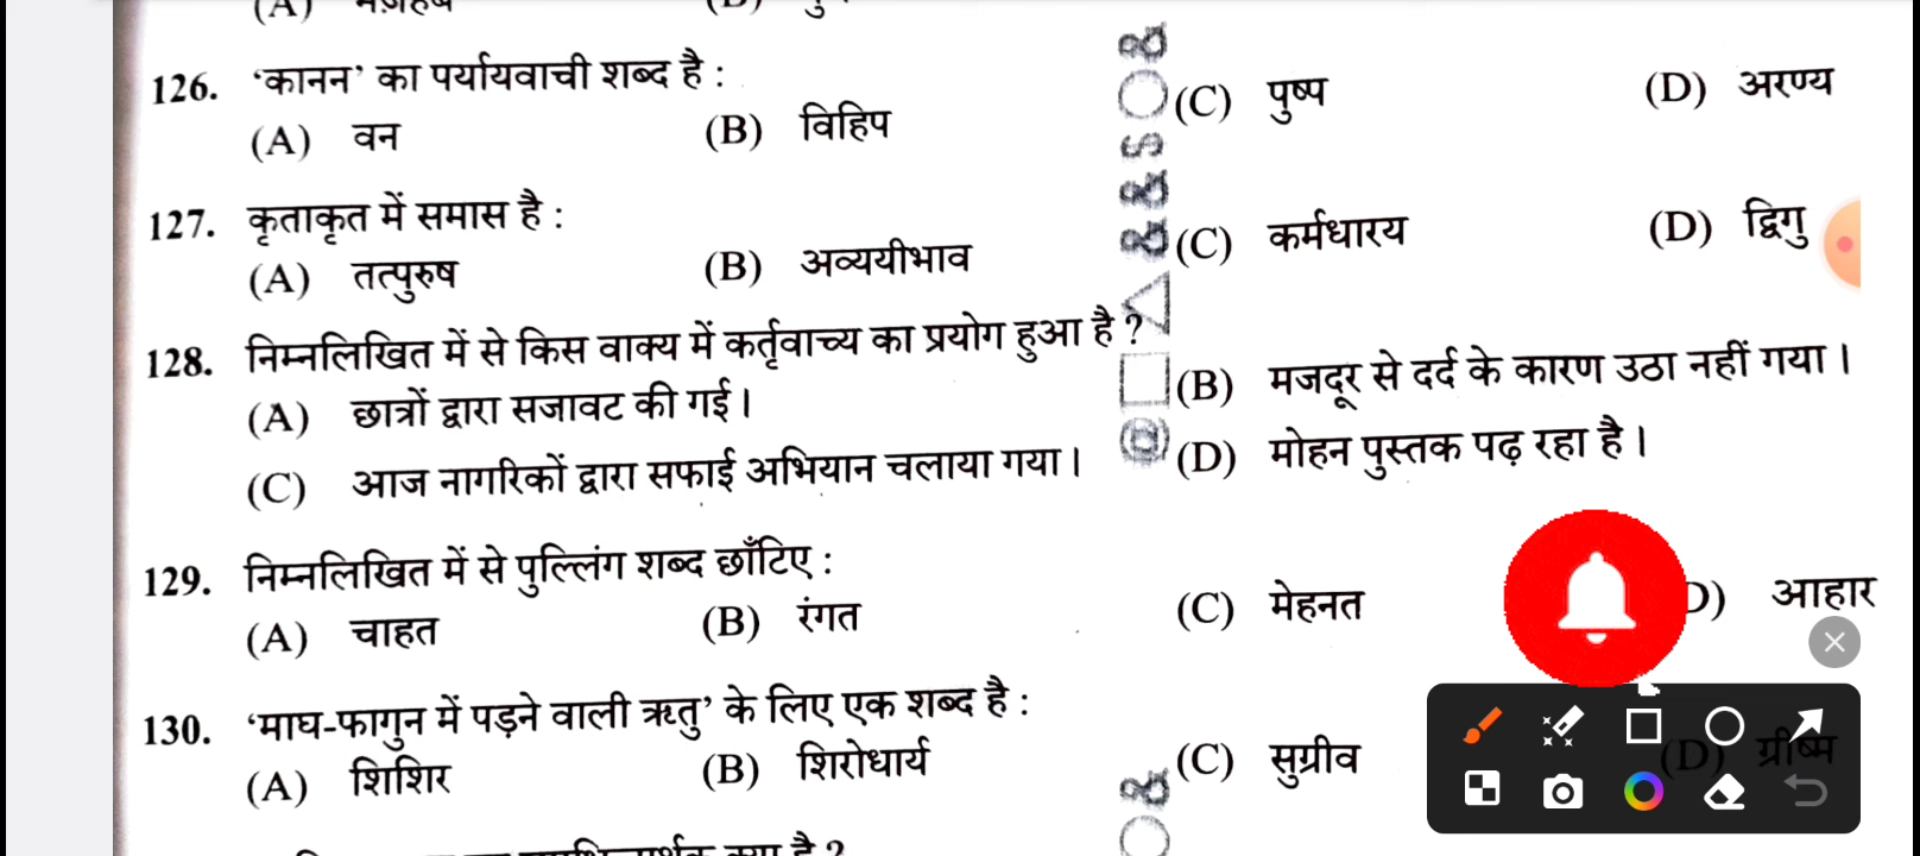 (A)
126. ‘कानन’ का पर्यायवाची शब्द है :
(A) वन (B) विहिप (C) पुष्प (D) अरण्य
127. कृताकृत में समास है :
(A) तत्पुरुष (B) अव्ययीभाव (C) कर्मधारय (D) द्विगु
128. निम्नलिखित में से किस वाक्य में कर्तृवाच्य का प्रयोग हुआ है ?
(A) छात्रों द्वारा सजावट की गई। (B) मजदूर से दर्द के कारण उठा नहीं गया।
(C) आज नागरिकों द्वारा सफाई अभियान चलाया गया। (D) मोहन पुस्तक पढ़ रहा है।
129. निम्नलिखित में से पुल्लिंग शब्द छाँटिए :
(A) चाहत (B) रंगत (C) मेहनत D) आहार
130. ‘माघ-फागुन में पड़ने वाली ऋतु’ के लिए एक शब्द है :
(A) शिशिर (B) शिरोधार्य (C) सुग्रीव (D) ग्रीष्म
क्या है ?